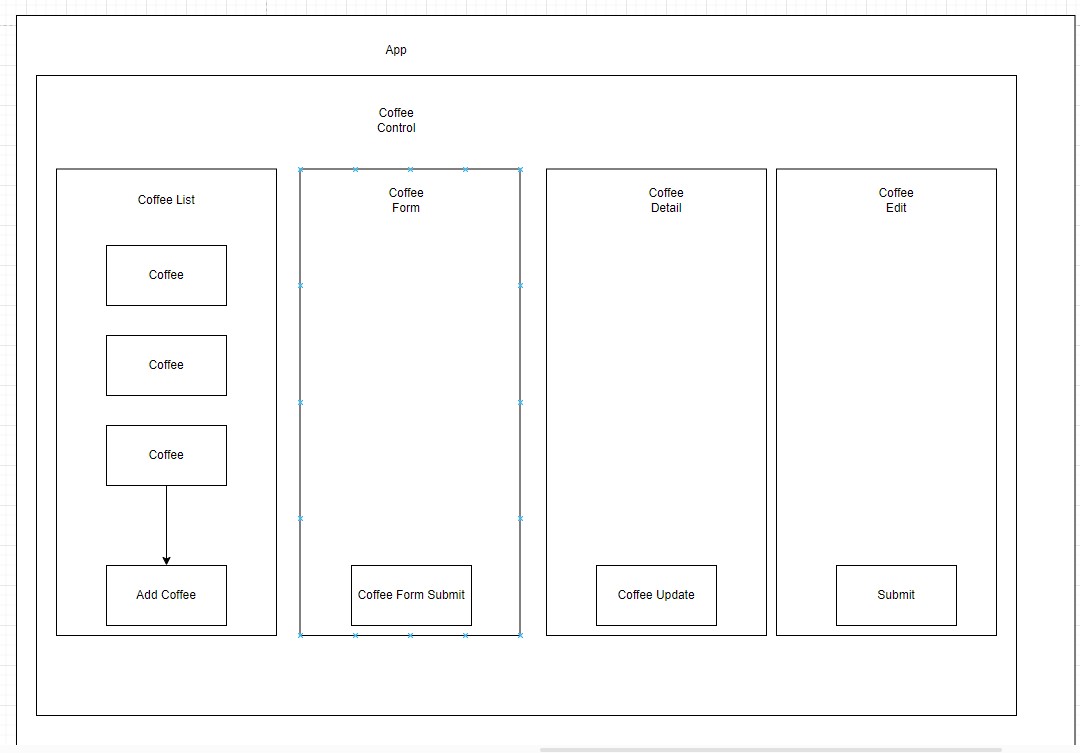 App
Coffee
Control
Coffee List
Coffee
Form
Coffee
Detail
Coffee
Edit
Coffee
Coffee
Coffee
Add Coffee
Coffee Form Submit
Coffee Update
Submit